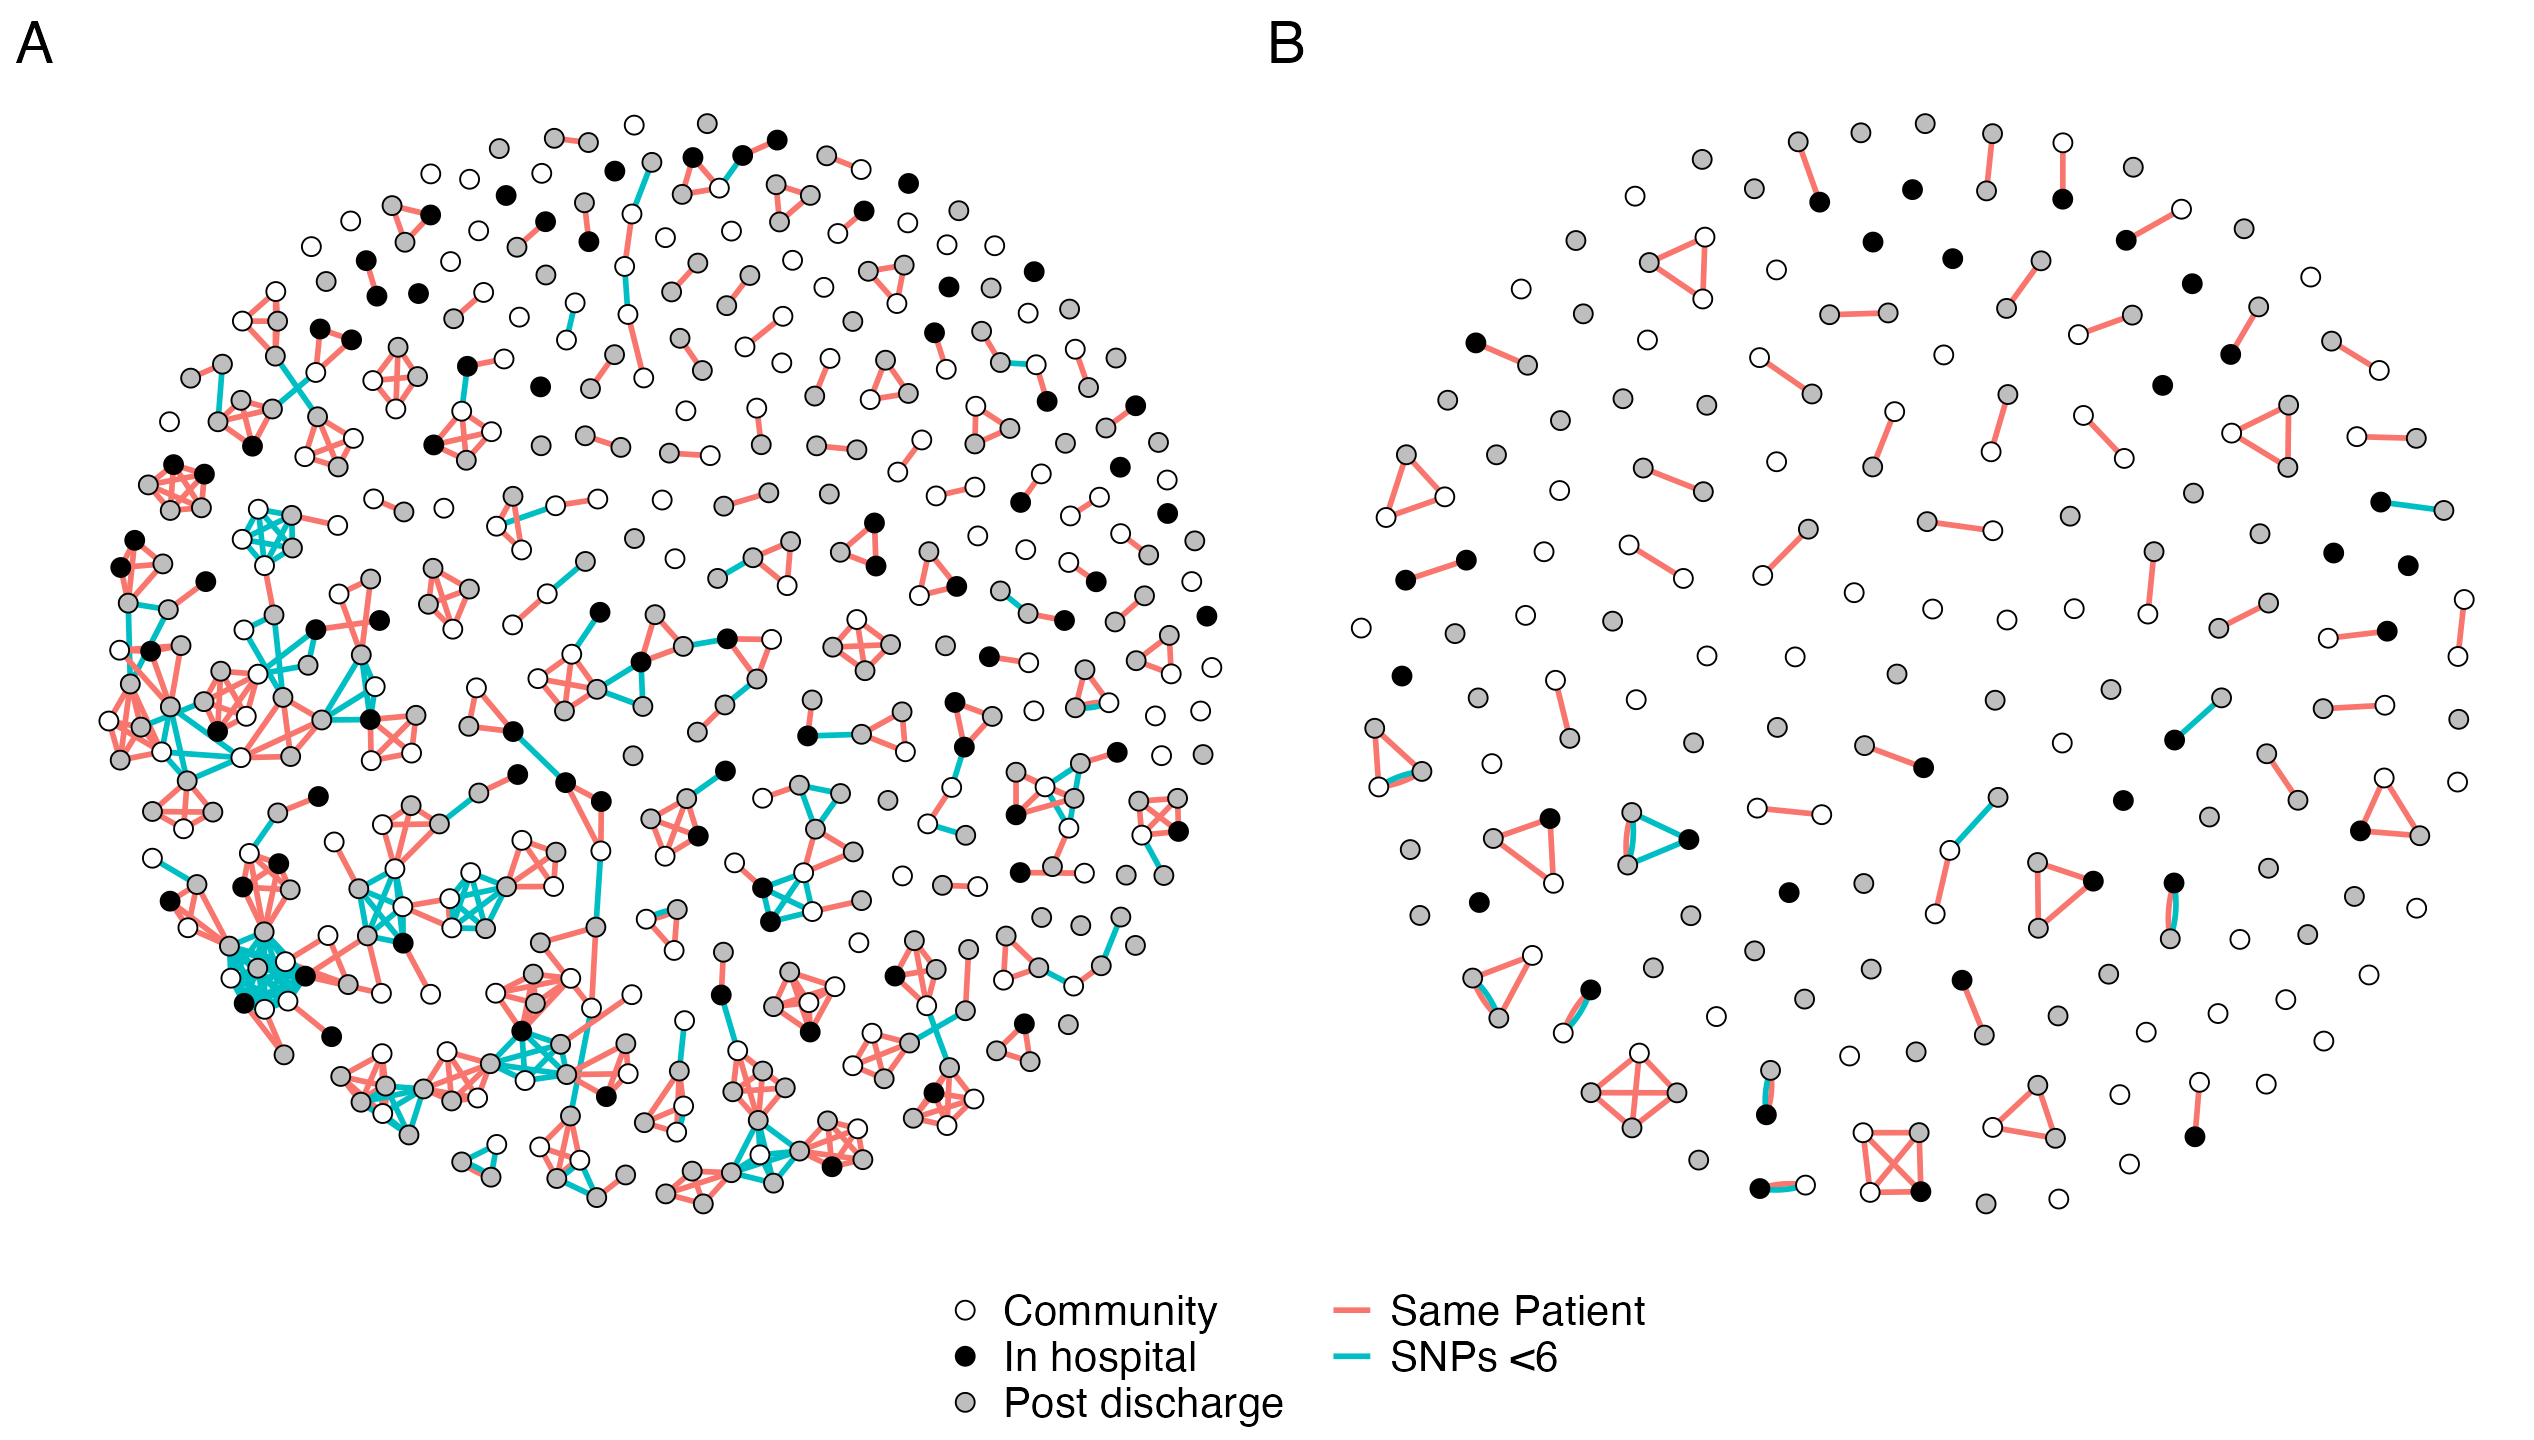 A
B
Community
In hospital
Post discharge
Same Patient
SNPs <6